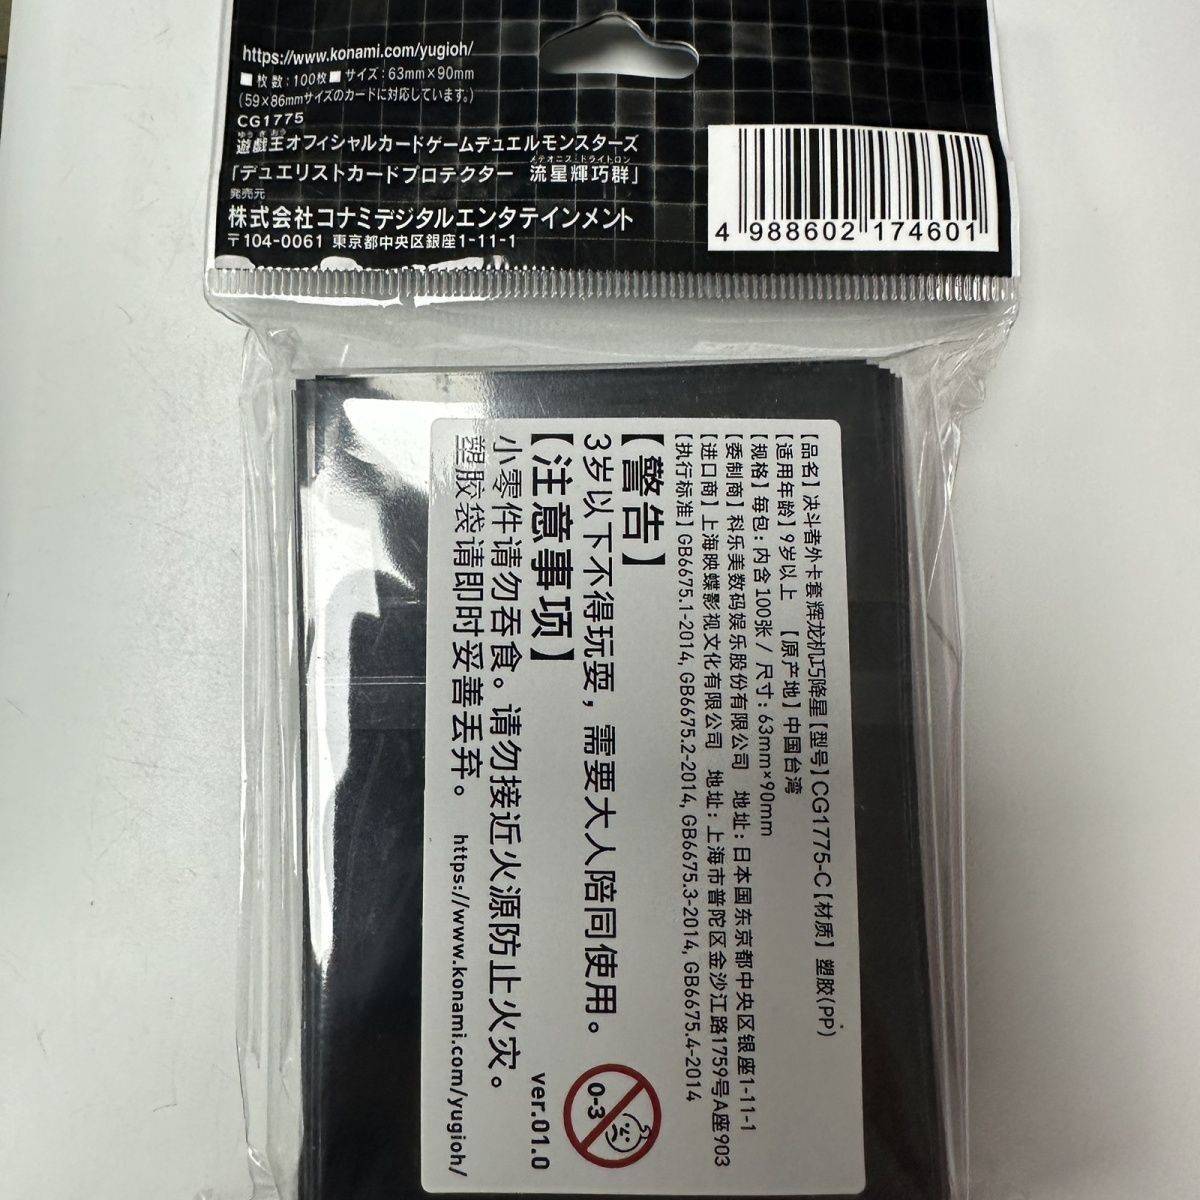 https://www.konami.com/yugioh/
■枚数:100枚■サイズ:63mm×90mm
(59×86mmサイズのカードに対応しています。)
CG1775
ゆうぎおう
遊戯王オフィシャルカードゲームデュエルモンスターズ
メテオニス=ドライトロン
「デュエリストカードプロテクター 流星輝巧群」
発売元
株式会社コナミデジタルエンタテインメント
〒104-0061 東京都中央区銀座1-11-1
4 988602 174601
【品名】决斗者外卡套 辉龙机巧降星【型号】CG1775-C【材质】塑胶(PP)
【适用年龄】9岁以上 【原产地】中国台湾
【规格】每包:内含100张 / 尺寸:63mm×90mm
【委制商】科乐美数码娱乐股份有限公司 地址:日本国东京都中央区银座1-11-1
【进口商】上海映蝶影视文化有限公司 地址:上海市普陀区金沙江路1759号A座903
【执行标准】GB6675.1-2014, GB6675.2-2014, GB6675.3-2014, GB6675.4-2014
【警告】
3岁以下不得玩耍，需要大人陪同使用。
0-3
【注意事项】
ver.01.0
小零件请勿吞食。请勿接近火源防止火灾。
塑胶袋请即时妥善丢弃。 https://www.konami.com/yugioh/